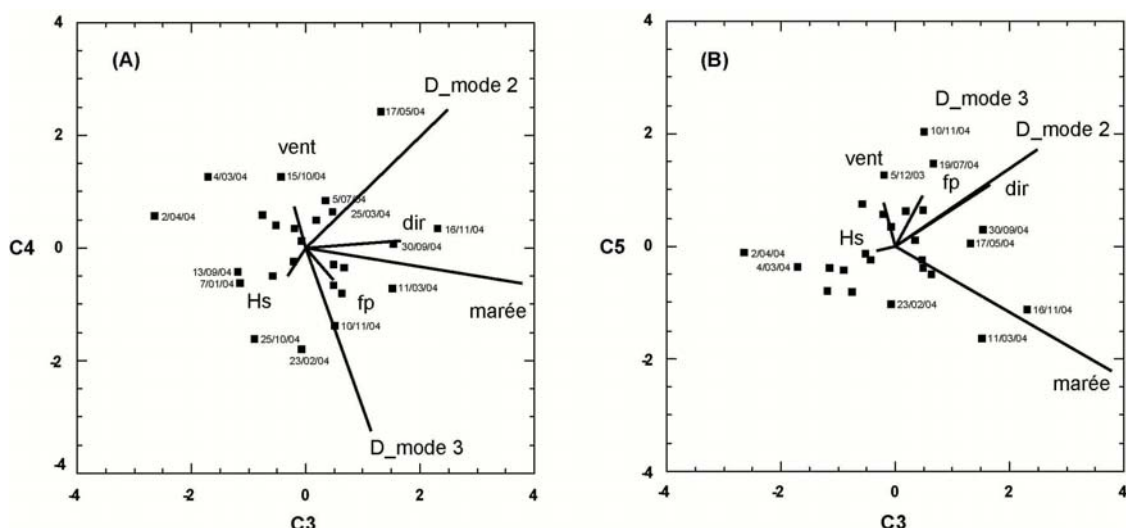 4
(A)
D_mode 2
17/05/04
2
vent
4/03/04
15/10/04
5/07/04
2/04/04
25/03/04
dir
16/11/04
C4
0
30/09/04
13/09/04
7/01/04
Hs
fp
11/03/04
marée
10/11/04
25/10/04
23/02/04
-2
D_mode 3
-4
-4 -2 0 2 4
C3
4
(B)
D_mode 3
10/11/04
2
D_mode 2
vent
19/07/04
5/12/03
fp
dir
Hs
30/09/04
C5
0
17/05/04
2/04/04
4/03/04
23/02/04
16/11/04
11/03/04
-2
marée
-4
-4 -2 0 2 4
C3